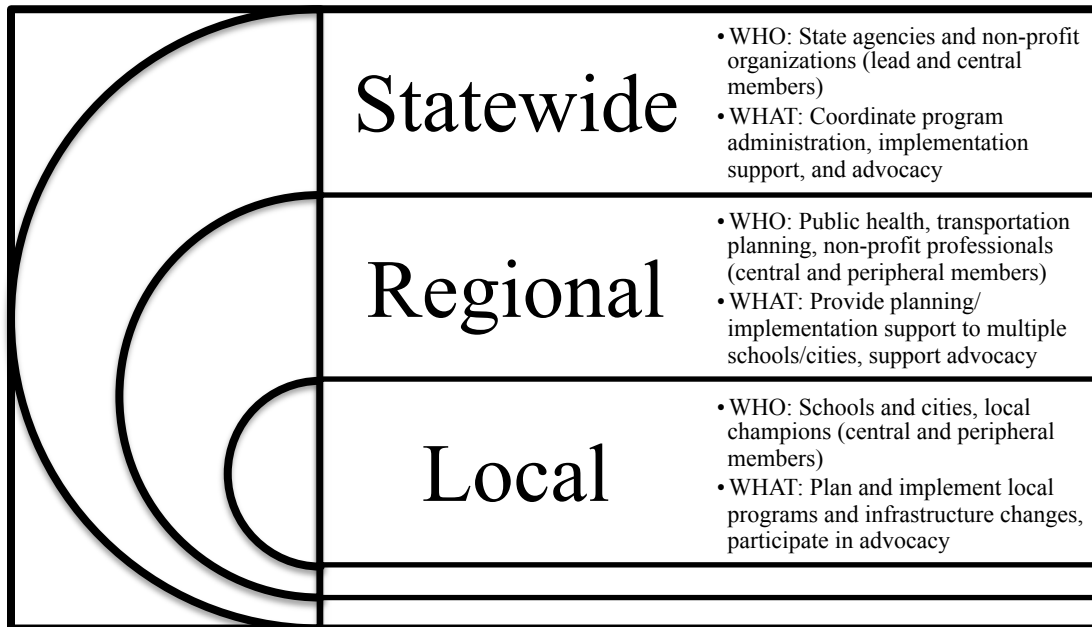 Statewide
• WHO: State agencies and non-profit
organizations (lead and central
members)
• WHAT: Coordinate program
administration, implementation
support, and advocacy
Regional
• WHO: Public health, transportation
planning, non-profit professionals
(central and peripheral members)
• WHAT: Provide planning/
implementation support to multiple
schools/cities, support advocacy
Local
• WHO: Schools and cities, local
champions (central and peripheral
members)
• WHAT: Plan and implement local
programs and infrastructure changes,
participate in advocacy